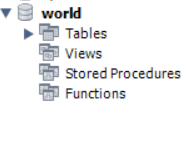 world
Tables
Views
Stored Procedures
Functions